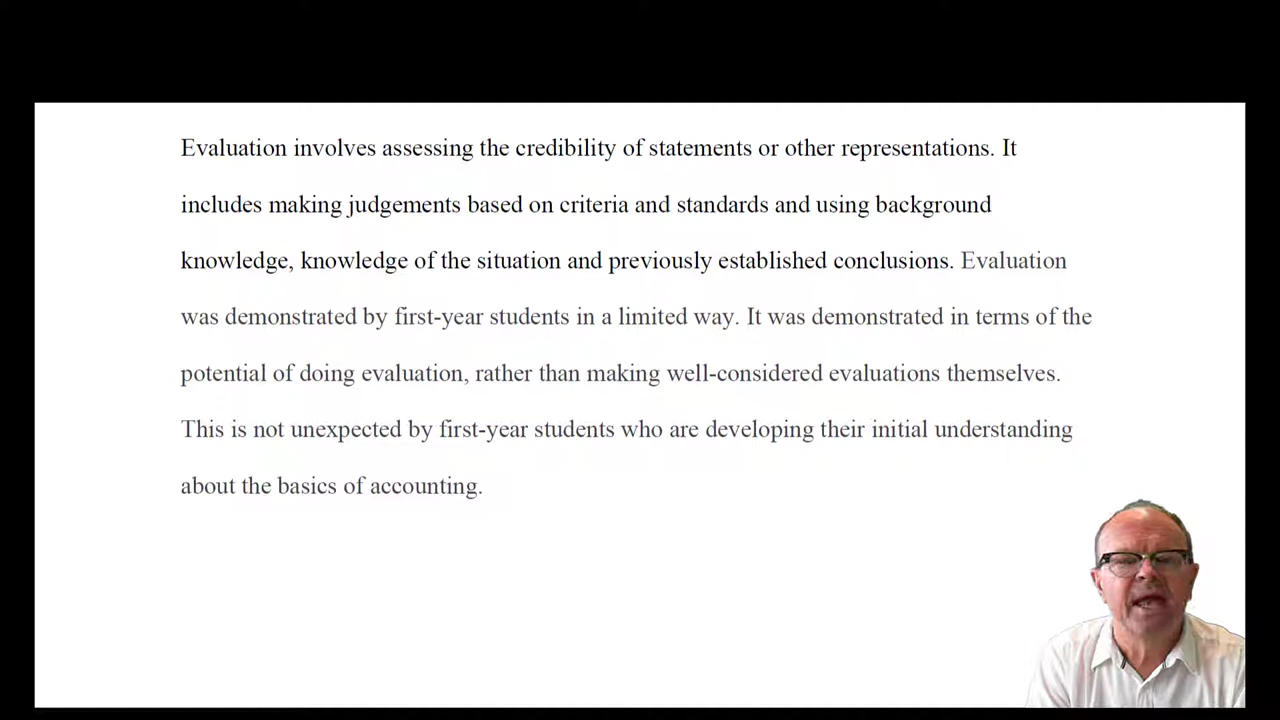 Evaluation involves assessing the credibility of statements or other representations. It
includes making judgements based on criteria and standards and using background
knowledge, knowledge of the situation and previously established conclusions. Evaluation
was demonstrated by first-year students in a limited way. It was demonstrated in terms of the
potential of doing evaluation, rather than making well-considered evaluations themselves.
This is not unexpected by first-year students who are developing their initial understanding
about the basics of accounting.